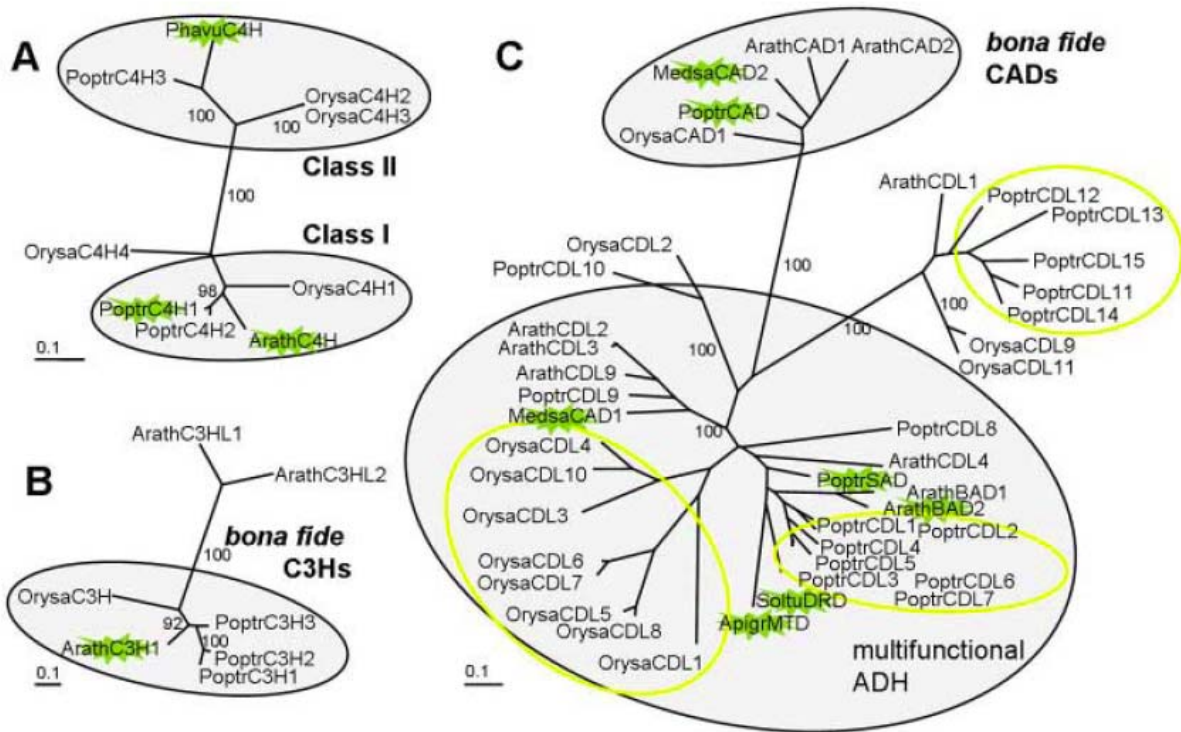 A
PhavuC4H
PoptrC4H3
OrysaC4H2
100
100
OrysaC4H3
Class II
100
Class I
OrysaC4H4
OrysaC4H1
98
PoptrC4H1
PoptrC4H2
ArathC4H
0.1
B
ArathC3HL1
ArathC3HL2
bona fide
C3Hs
100
OrysaC3H
92
PoptrC3H3
100
ArathC3H1
PoptrC3H2
PoptrC3H1
0.1
C
bona fide
CADs
ArathCAD1
ArathCAD2
MedsaCAD2
PoptrCAD
OrysaCAD1
ArathCDL1
PoptrCDL12
PoptrCDL13
PoptrCDL15
PoptrCDL11
PoptrCDL14
100
OrysaCDL9
OrysaCDL11
100
100
OrysaCDL2
PoptrCDL10
100
ArathCDL2
ArathCDL3
ArathCDL9
PoptrCDL9
MedsaCAD1
100
OrysaCDL4
OrysaCDL10
OrysaCDL3
OrysaCDL6
OrysaCDL7
OrysaCDL5
OrysaCDL8
OrysaCDL1
PoptrCDL8
ArathCDL4
PoptrSAD
ArathBAD1
ArathBAD2
PoptrCDL1
PoptrCDL2
PoptrCDL4
PoptrCDL5
PoptrCDL3
PoptrCDL6
PoptrCDL7
SoltuDRD
ApigrMTD
multifunctional
ADH
0.1